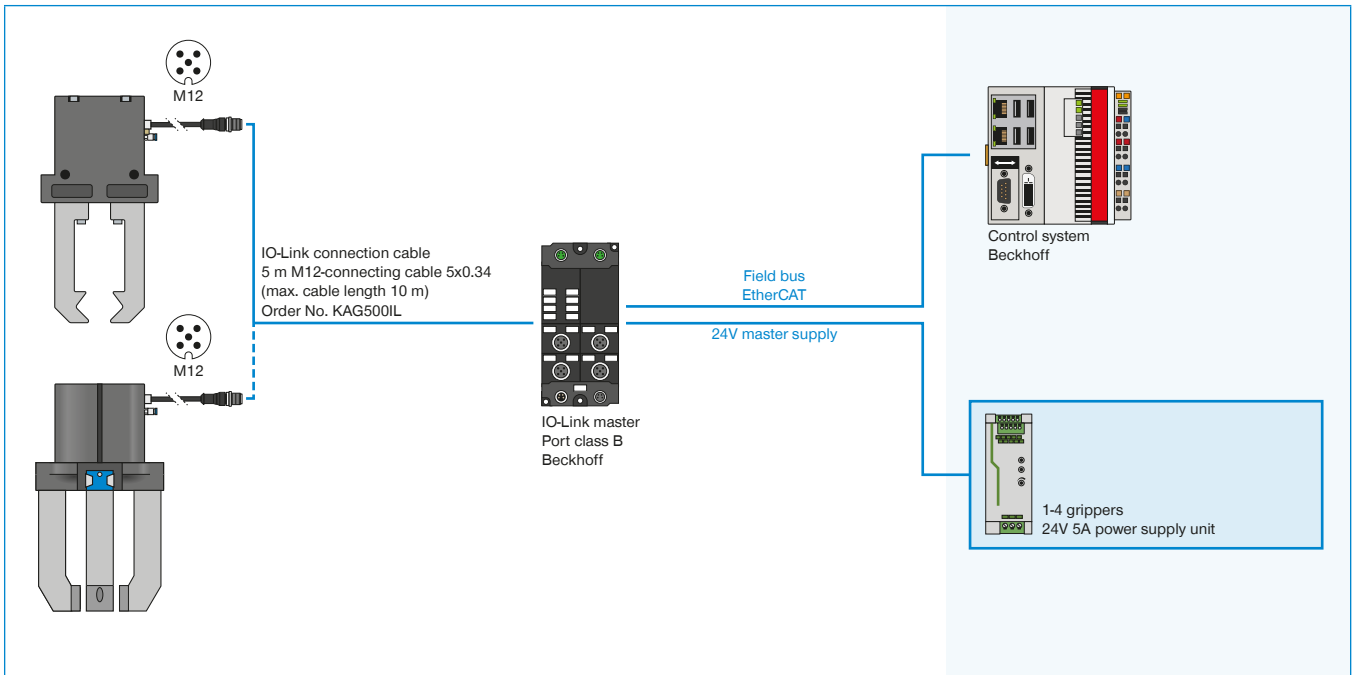 M12
IO-Link connection cable
5 m M12-connecting cable 5x0.34
(max. cable length 10 m)
Order No. KAG500IL
M12
IO-Link master
Port class B
Beckhoff
Field bus
EtherCAT
24V master supply
Control system
Beckhoff
1-4 grippers
24V 5A power supply unit